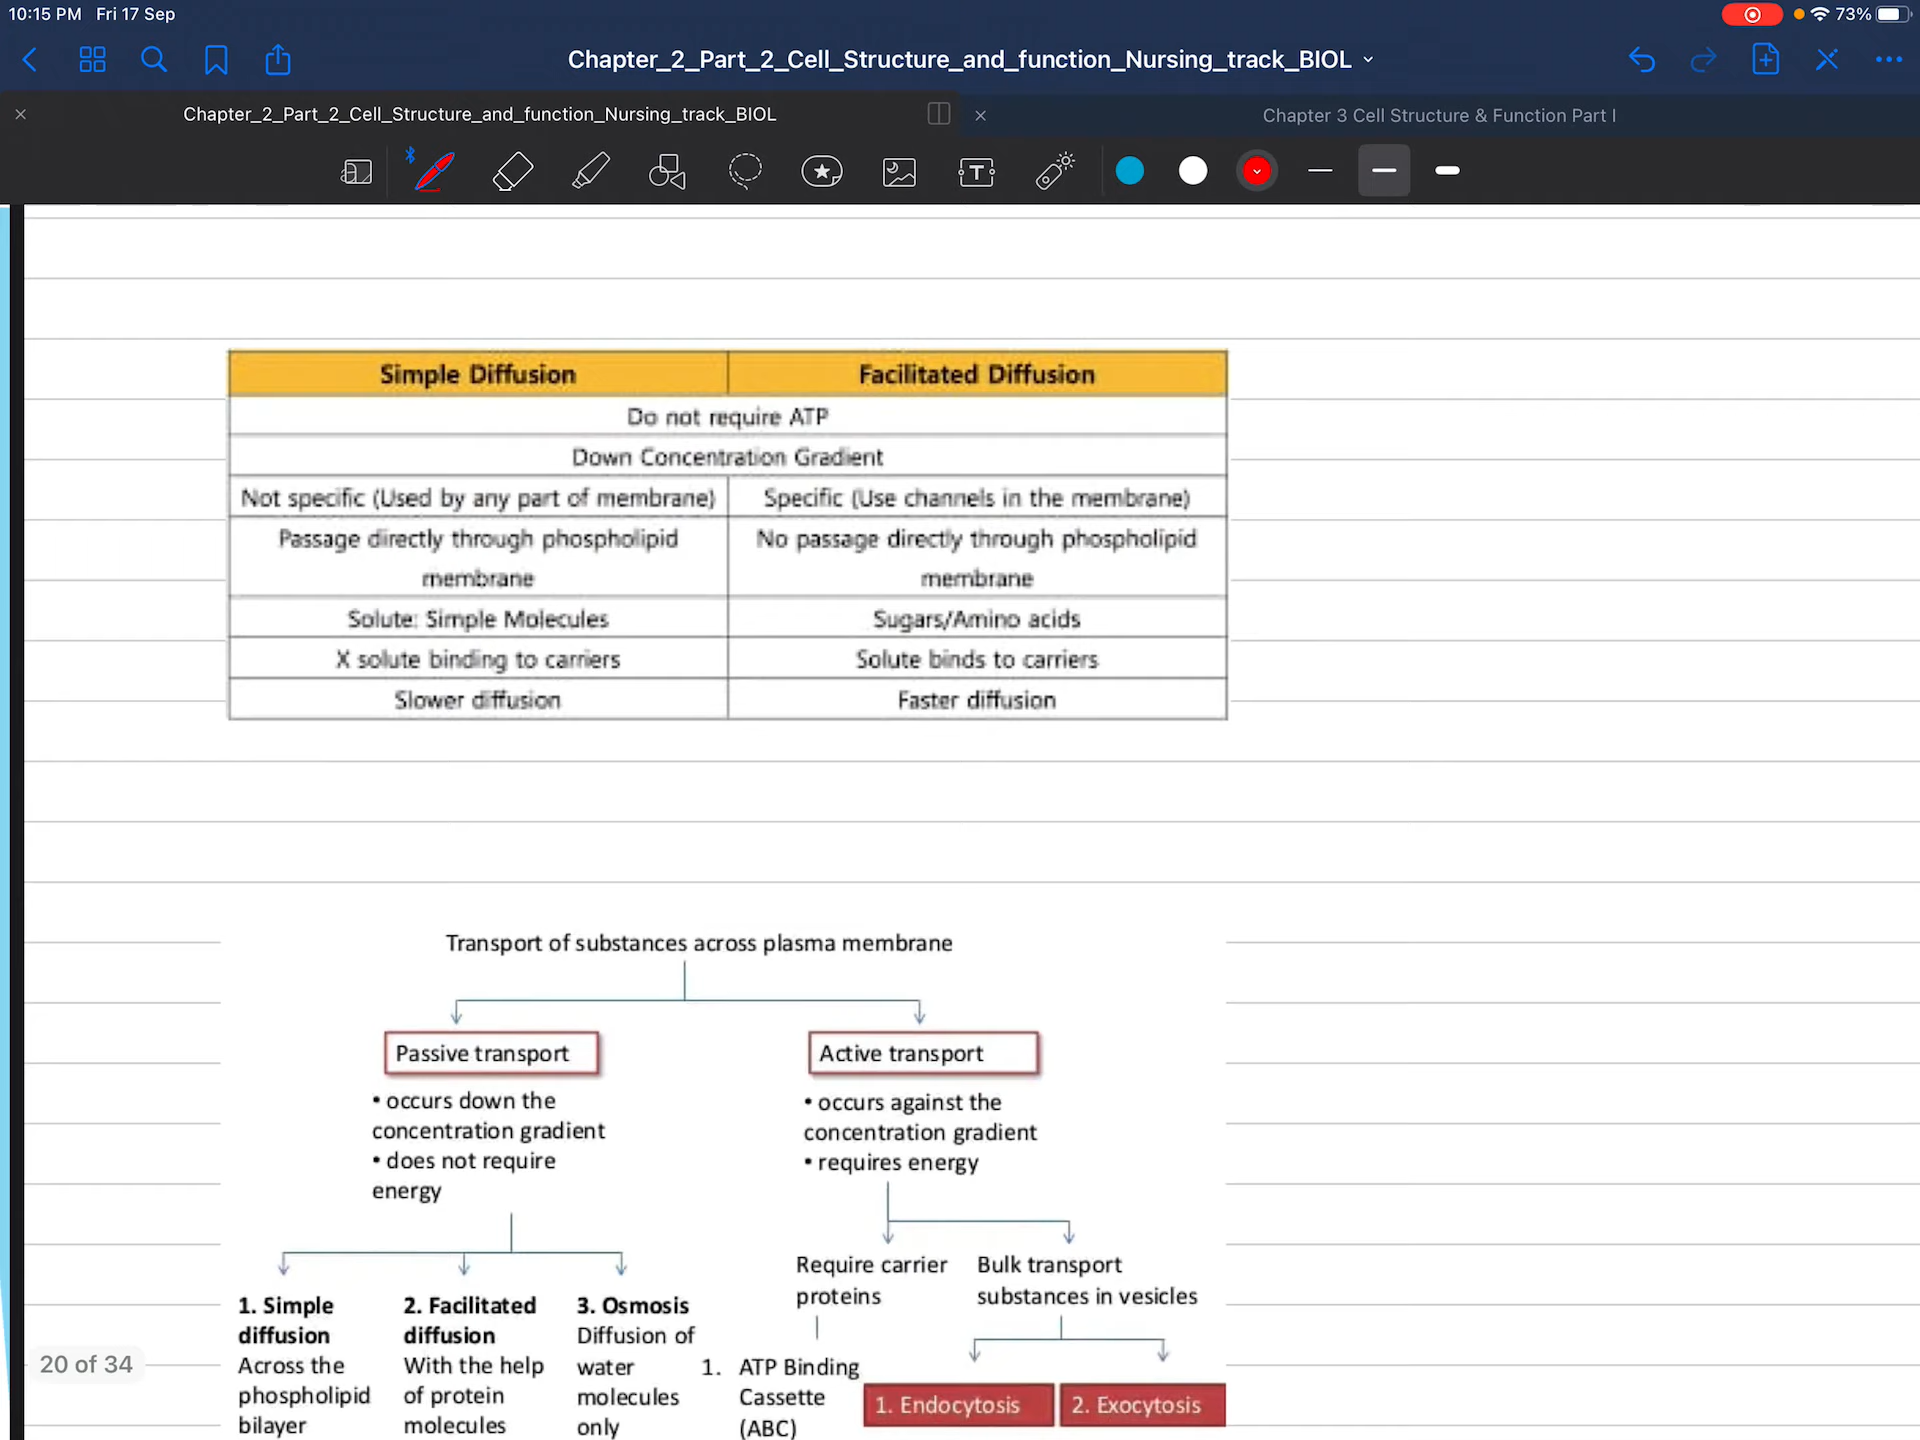 10:15 PM Fri 17 Sep
73%
Chapter_2_Part_2_Cell_Structure_and_function_Nursing_track_BIOL
Chapter_2_Part_2_Cell_Structure_and_function_Nursing_track_BIOL
Chapter 3 Cell Structure & Function Part I
T
Simple Diffusion
Facilitated Diffusion
Do not require ATP
Down Concentration Gradient
Not specific (Used by any part of membrane)
Specific (Use channels in the membrane)
Passage directly through phospholipid
membrane
No passage directly through phospholipid
membrane
Solute: Simple Molecules
Sugars/Amino acids
X solute binding to carriers
Solute binds to carriers
Slower diffusion
Faster diffusion
Transport of substances across plasma membrane
Passive transport
• occurs down the
concentration gradient
• does not require
energy
Active transport
• occurs against the
concentration gradient
• requires energy
1. Simple
diffusion
Across the
phospholipid
bilayer
2. Facilitated
diffusion
With the help
of protein
molecules
3. Osmosis
Diffusion of
water
molecules
only
Require carrier
proteins
1. ATP Binding
Cassette
(ABC)
Bulk transport
substances in vesicles
1. Endocytosis
2. Exocytosis
20 of 34